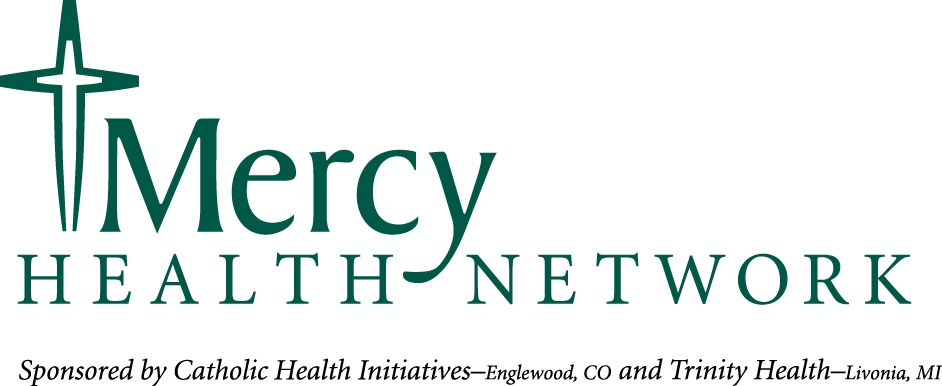 Mercy
HEALTH NETWORK
Sponsored by Catholic Health Initiatives–Englewood, CO and Trinity Health–Livonia, MI